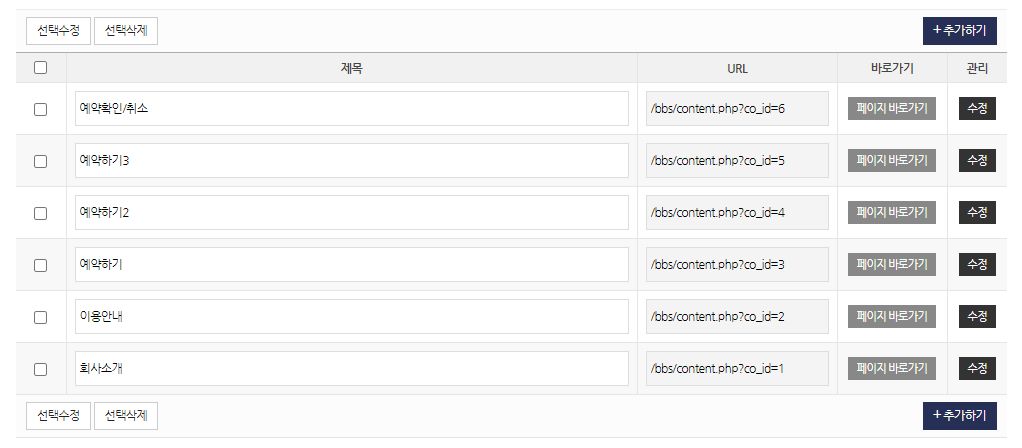 선택수정 선택삭제 + 추가하기
제목 URL 바로가기 관리
예약확인/취소 /bbs/content.php?co_id=6 페이지 바로가기 수정
예약하기3 /bbs/content.php?co_id=5 페이지 바로가기 수정
예약하기2 /bbs/content.php?co_id=4 페이지 바로가기 수정
예약하기 /bbs/content.php?co_id=3 페이지 바로가기 수정
이용안내 /bbs/content.php?co_id=2 페이지 바로가기 수정
회사소개 /bbs/content.php?co_id=1 페이지 바로가기 수정
선택수정 선택삭제 + 추가하기